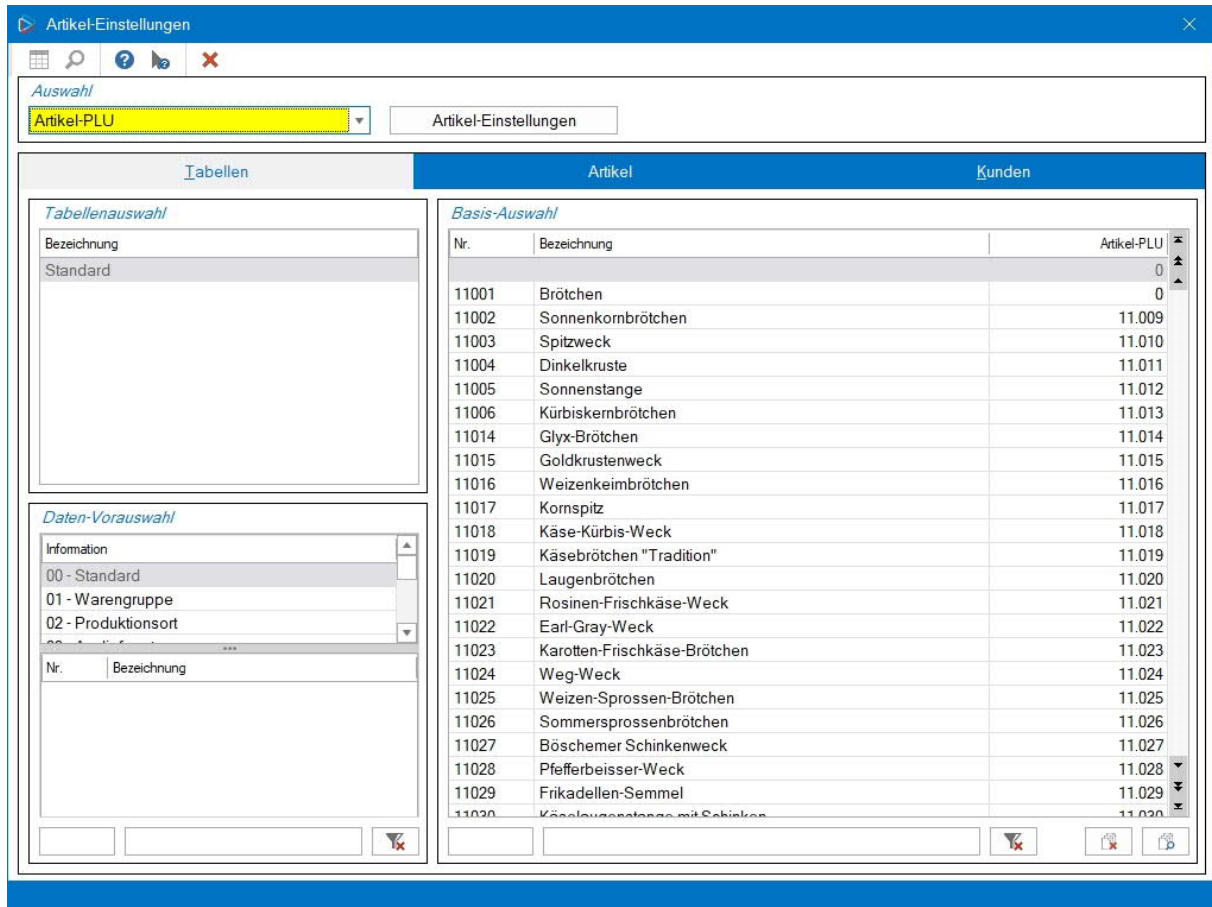 Artikel-Einstellungen
Auswahl
Artikel-PLU Artikel-Einstellungen
Tabellen Artikel Kunden
Tabellenauswahl
Bezeichnung
Standard
Daten-Vorauswahl
Information
00 - Standard
01 - Warengruppe
02 - Produktionsort
Nr. Bezeichnung
Basis-Auswahl
Nr. Bezeichnung Artikel-PLU
0
11001 Brötchen 0
11002 Sonnenkornbrötchen 11.009
11003 Spitzweck 11.010
11004 Dinkelkruste 11.011
11005 Sonnenstange 11.012
11006 Kürbiskernbrötchen 11.013
11014 Glyx-Brötchen 11.014
11015 Goldkrustenweck 11.015
11016 Weizenkeimbrötchen 11.016
11017 Kornspitz 11.017
11018 Käse-Kürbis-Weck 11.018
11019 Käsebrötchen "Tradition" 11.019
11020 Laugenbrötchen 11.020
11021 Rosinen-Frischkäse-Weck 11.021
11022 Earl-Gray-Weck 11.022
11023 Karotten-Frischkäse-Brötchen 11.023
11024 Weg-Weck 11.024
11025 Weizen-Sprossen-Brötchen 11.025
11026 Sommersprossenbrötchen 11.026
11027 Böschemer Schinkenweck 11.027
11028 Pfefferbeisser-Weck 11.028
11029 Frikadellen-Semmel 11.029
11030 Käselaugenstange mit Schinken 11.030